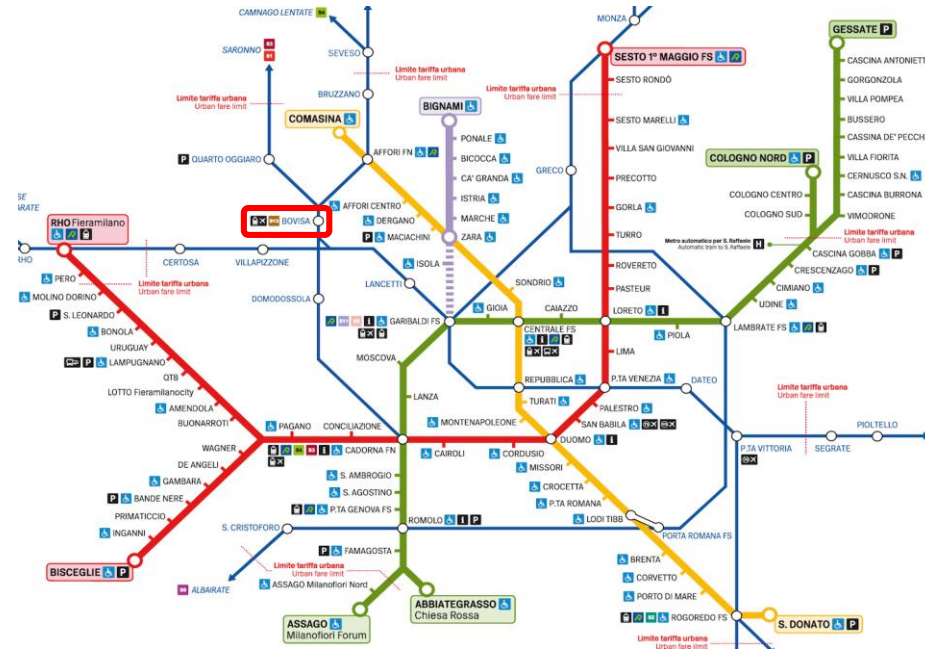 CAMNAGO LENTATE S4
SARONNO S3
S1
SEVESO
MONZA
GESSATE P
Limite tariffa urbana
Urban fare limit
Limite tariffa urbana
Urban fare limit
BRUZZANO
COMASINA
BIGNAMI
SESTO 1º MAGGIO FS
SESTO RONDÒ
Limite tariffa urbana
Urban fare limit
SESTO MARELLI
VILLA SAN GIOVANNI
PRECOTTO
GORLA
TURRO
ROVERETO
PASTEUR
LORETO
LIMA
P.TA VENEZIA
PALESTRO
SAN BABILA
CASCINA ANTONIETT
GORGONZOLA
VILLA POMPEA
BUSSERO
CASSINA DE' PECCHI
VILLA FIORITA
CERNUSCO S.N.
CASCINA BURRONA
VIMODRONE
COLOGNO NORD P
COLOGNO CENTRO
COLOGNO SUD
Limite tariffa urbana
Urban fare limit
Metro automatico per S. Raffaele
Automatic train to S. Raffaele
H
CASCINA GOBBA P
CRESCENZAGO P
CIMIANO
UDINE
LAMBRATE FS
PIOLA
CAIAZZO
GIOIA
CENTRALE FS
P QUARTO OGGIARO
AFFORI FN
AFFORI CENTRO
DERGANO
P MACIACHINI
PONALE
BICOCCA
CA' GRANDA
ISTRIA
MARCHE
ZARA
ISOLA
SONDRIO
GRECO
BOVISA
RHO Fieramilano
RHO
CERTOSA
VILLAPIZZONE
Limite tariffa urbana
Urban fare limit
DOMODOSSOLA
LANCETTI
GARIBALDI FS
MOSCOVA
LANZA
PERO
MOLINO DORINO
P S. LEONARDO
BONOLA
URUGUAY
P LAMPUGNANO
QT8
LOTTO Fieramilanocity
AMENDOLA
BUONARROTI
PAGANO
CONCILIAZIONE
CADORNA FN
CAIROLI
CORDUSIO
DUOMO
WAGNER
DE ANGELI
GAMBARA
P BANDE NERE
PRIMATICCIO
INGANNI
BISCEGLIE P
REPUBBLICA
TURATI
MONTENAPOLEONE
MISSORI
CROCETTA
P.TA ROMANA
LODI TIBB
PORTA ROMANA FS
BRENTA
CORVETTO
PORTO DI MARE
ROGOREDO FS
S. DONATO P
DATEO
P.TA VITTORIA
SEGRATE
PIOLTELLO
Limite tariffa urbana
Urban fare limit
S. AMBROGIO
S. AGOSTINO
P.TA GENOVA FS
ROMOLO P
S. CRISTOFORO
ALBAIRATE
P FAMAGOSTA
Limite tariffa urbana
Urban fare limit
ASSAGO Milanofiori Nord
ASSAGO
Milanofiori Forum
ABBIATEGRASSO
Chiesa Rossa
Limite tariffa urbana
Urban fare limit